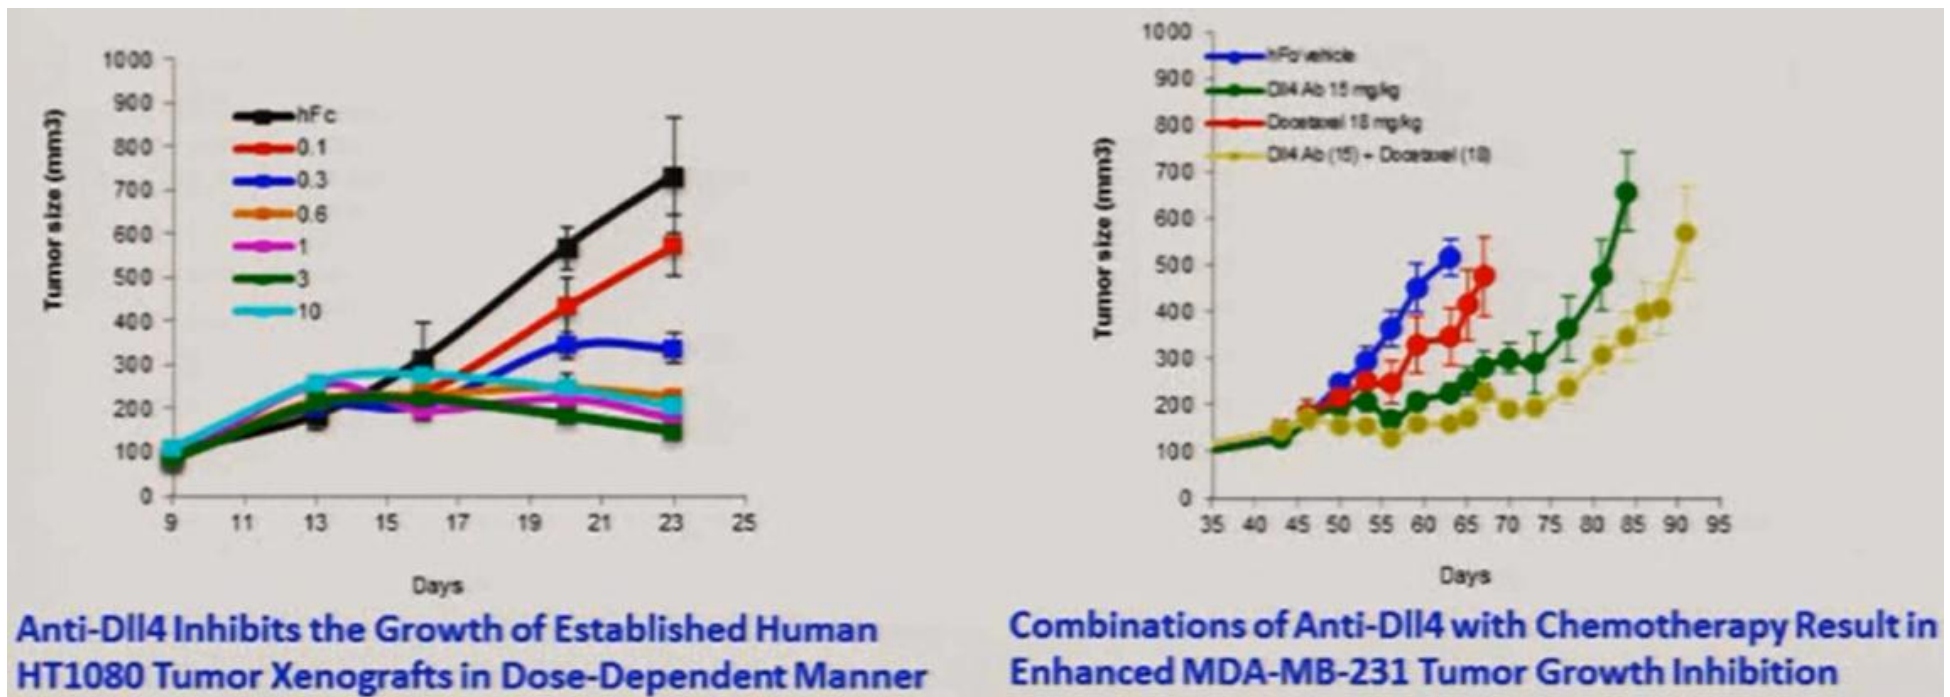 1000
900
800
700
600
500
400
300
200
100
0
Tumor size (mm3)
hFc
0.1
0.3
0.6
1
3
10
9 11 13 15 17 19 21 23 25
Days
Anti-Dll4 Inhibits the Growth of Established Human
HT1080 Tumor Xenografts in Dose-Dependent Manner
1000
900
800
700
600
500
400
300
200
100
0
Tumor size (mm3)
hFc vehicle
Dll4 Ab 15 mg/kg
Docetaxel 18 mg/kg
Dll4 Ab (15) + Docetaxel (18)
35 40 45 50 55 60 65 70 75 80 85 90 95
Days
Combinations of Anti-Dll4 with Chemotherapy Result in
Enhanced MDA-MB-231 Tumor Growth Inhibition